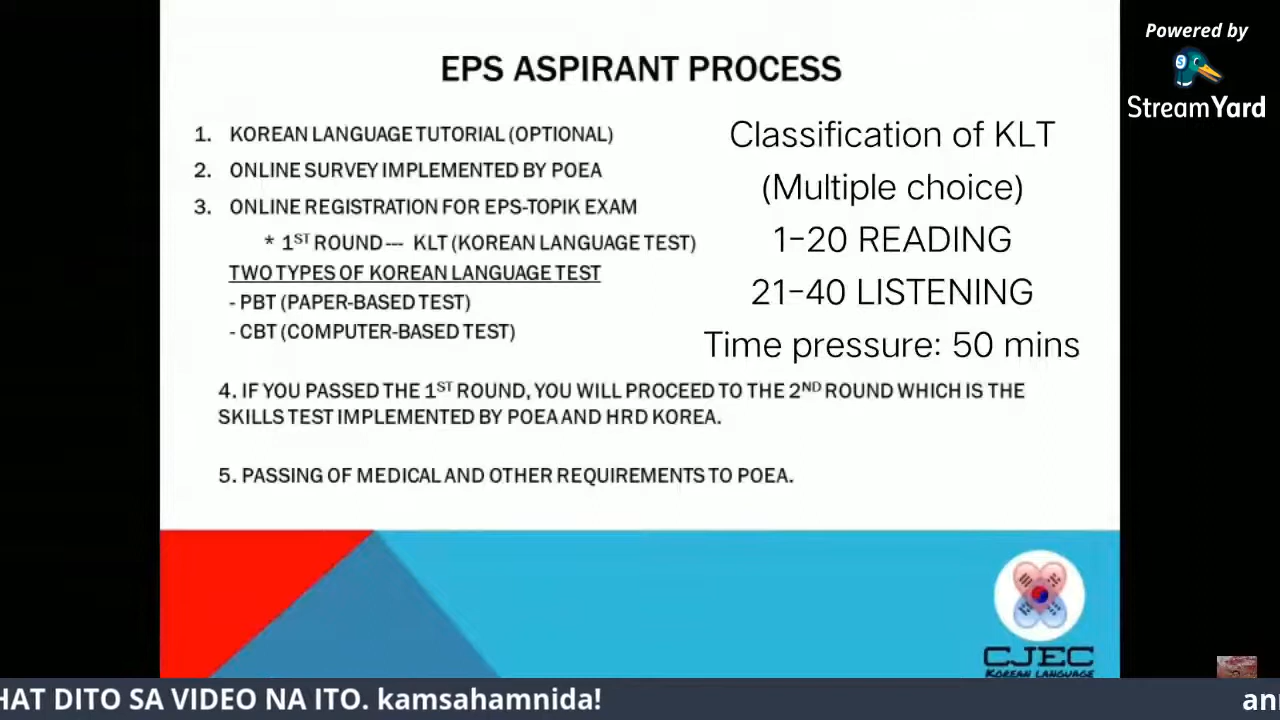 Powered by
StreamYard
EPS ASPIRANT PROCESS
1. KOREAN LANGUAGE TUTORIAL (OPTIONAL)
2. ONLINE SURVEY IMPLEMENTED BY POEA
3. ONLINE REGISTRATION FOR EPS-TOPIK EXAM
* 1ST ROUND--- KLT (KOREAN LANGUAGE TEST)
TWO TYPES OF KOREAN LANGUAGE TEST
- PBT (PAPER-BASED TEST)
- CBT (COMPUTER-BASED TEST)
Classification of KLT
(Multiple choice)
1-20 READING
21-40 LISTENING
Time pressure: 50 mins
4. IF YOU PASSED THE 1ST ROUND, YOU WILL PROCEED TO THE 2ND ROUND WHICH IS THE
SKILLS TEST IMPLEMENTED BY POEA AND HRD KOREA.
5. PASSING OF MEDICAL AND OTHER REQUIREMENTS TO POEA.
CJEC
KOREAN LANGUAGE
HAT DITO SA VIDEO NA ITO. kamsahamnida!
an